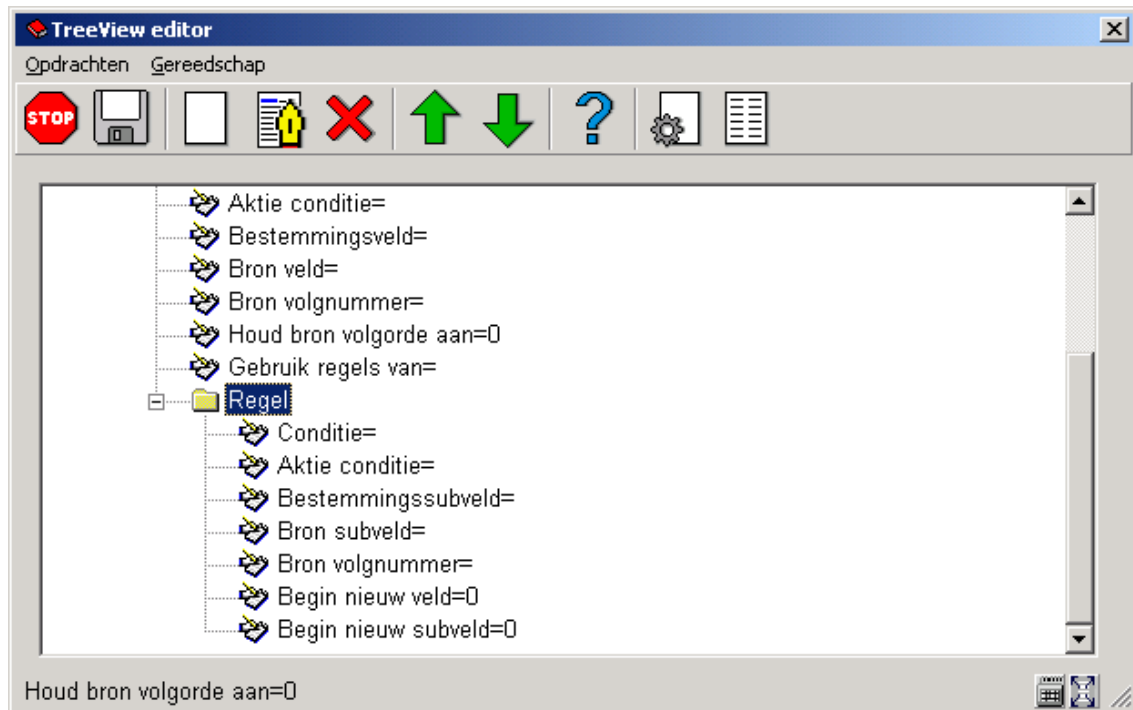 TreeView editor
Opdrachten Gereedschap
STOP
Aktie conditie=
Bestemmingsveld=
Bron veld=
Bron volgnummer=
Houd bron volgorde aan=0
Gebruik regels van=
Regel
Conditie=
Aktie conditie=
Bestemmingssubveld=
Bron subveld=
Bron volgnummer=
Begin nieuw veld=0
Begin nieuw subveld=0
Houd bron volgorde aan=0